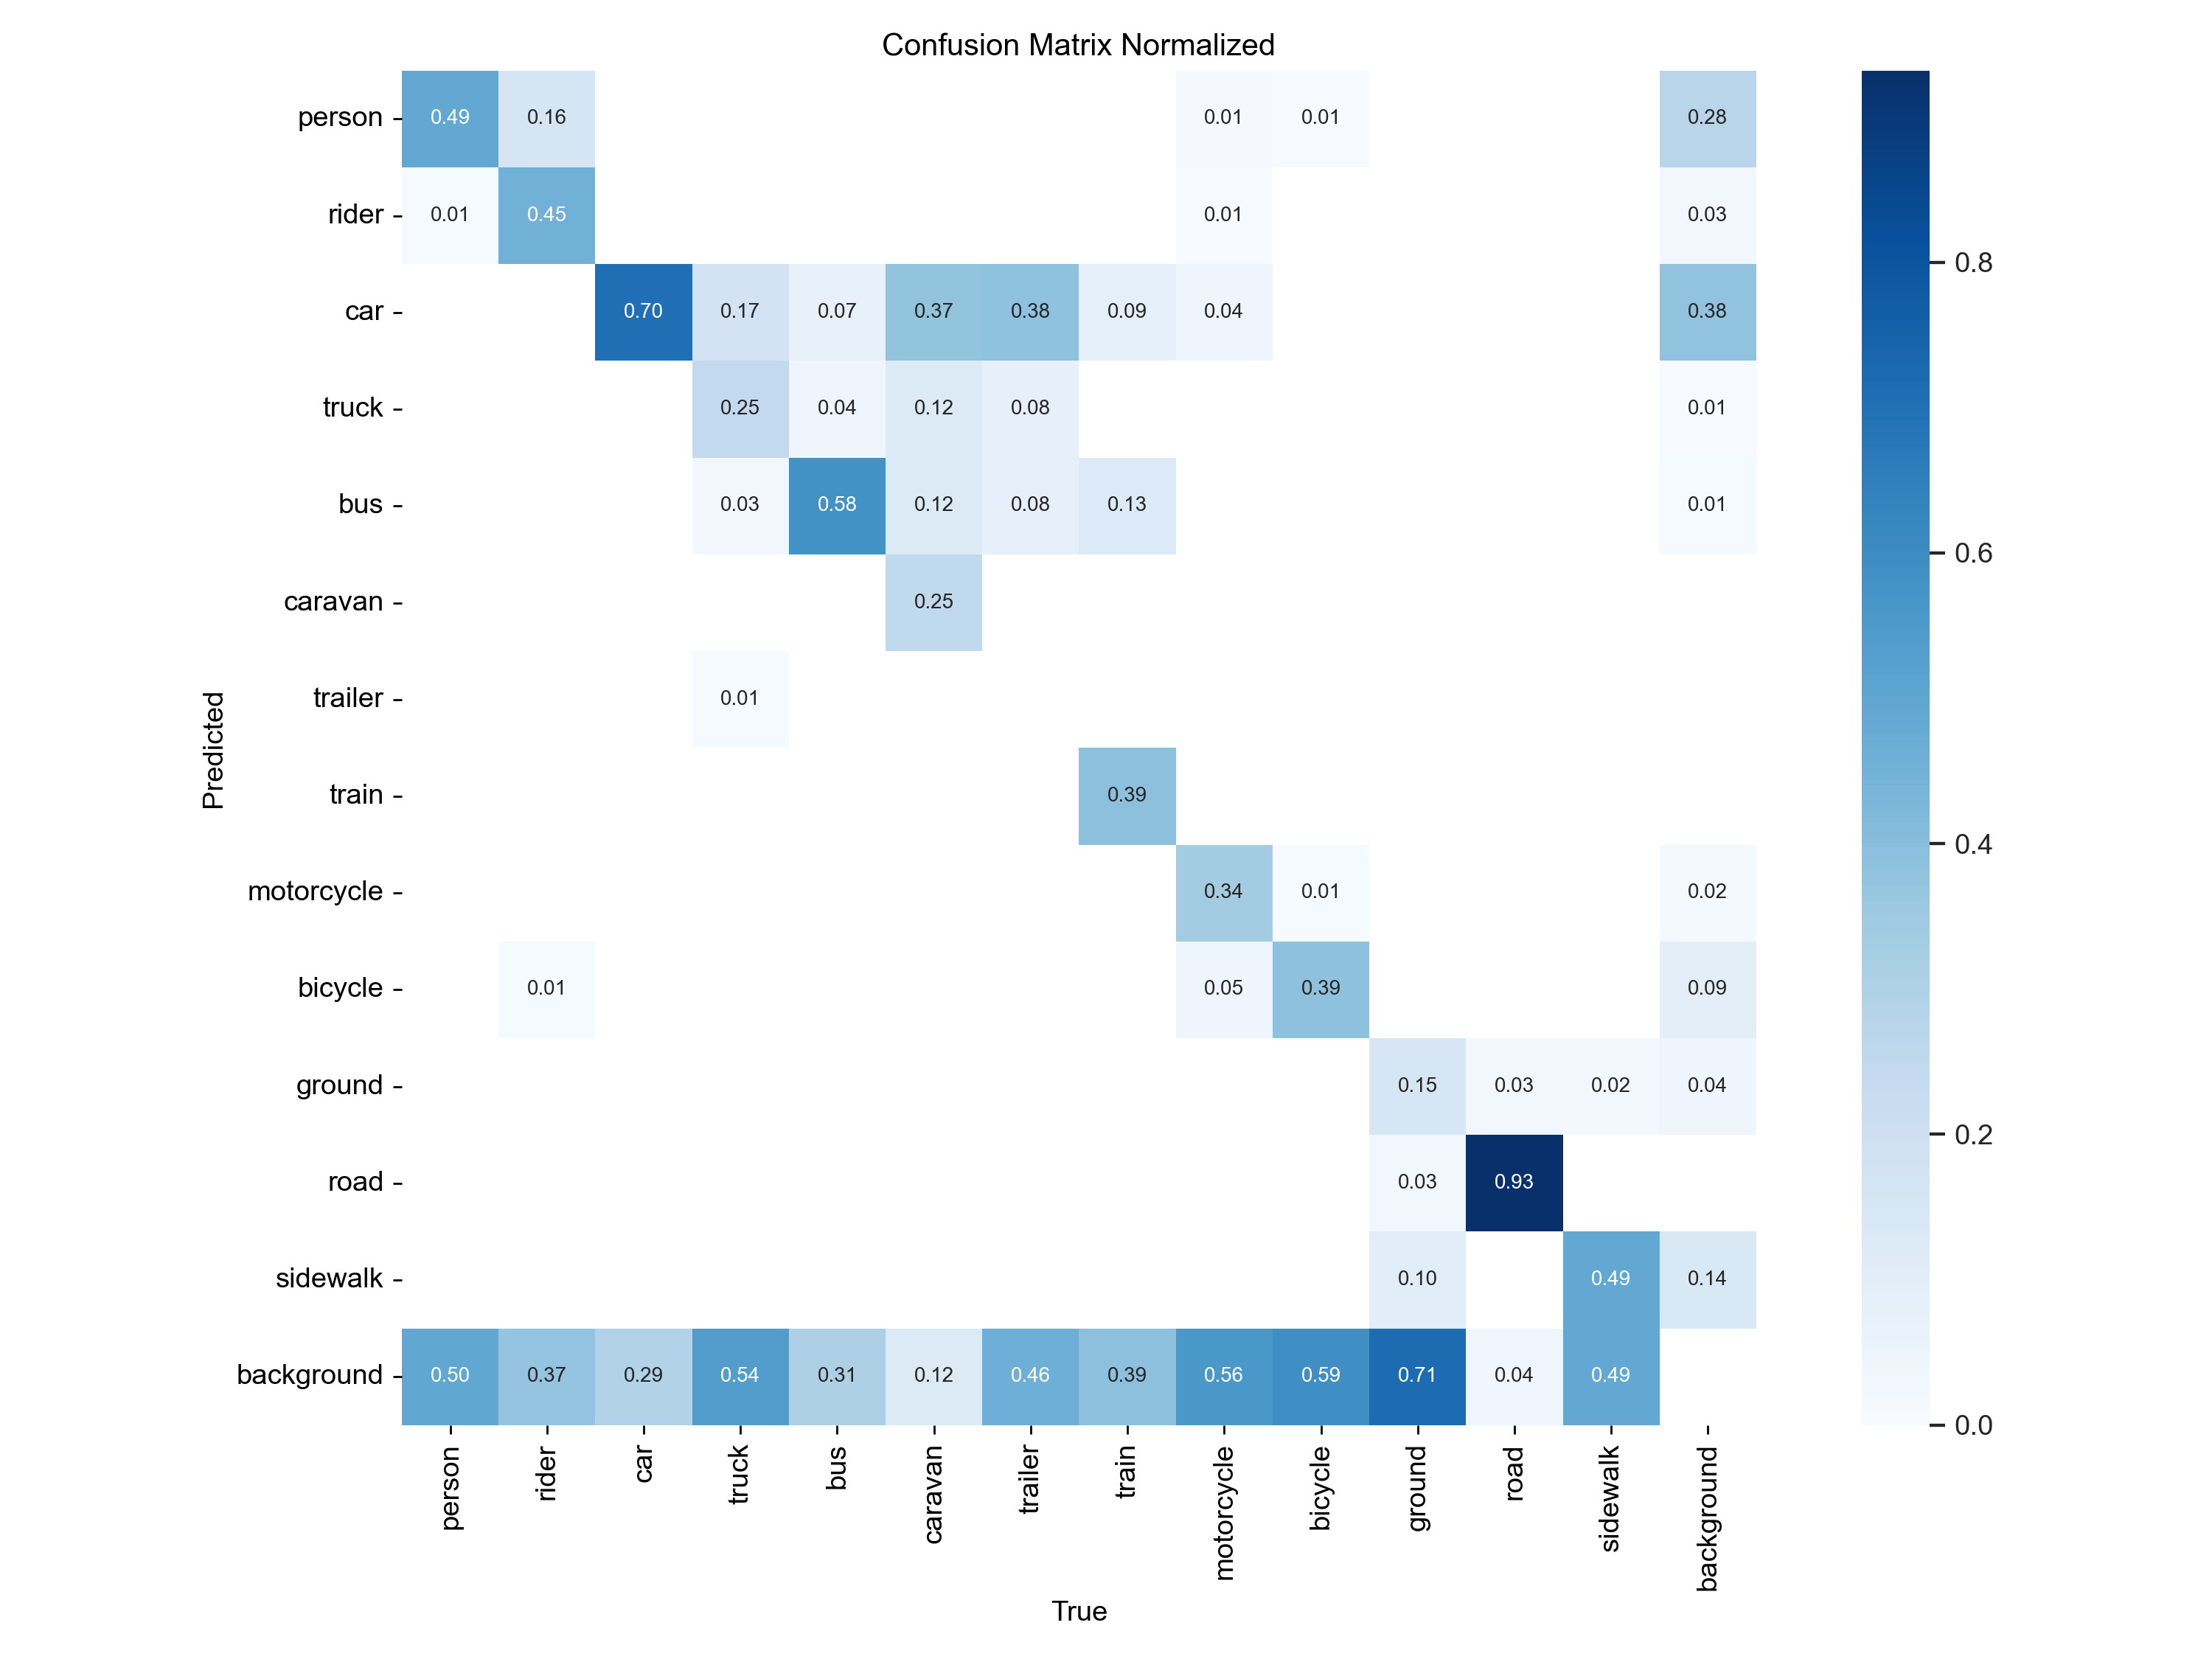 Confusion Matrix Normalized
person 0.49 0.16 0.01 0.01 0.28
rider 0.01 0.45 0.01 0.03
0.8
car 0.70 0.17 0.07 0.37 0.38 0.09 0.04 0.38
truck 0.25 0.04 0.12 0.08 0.01
bus 0.03 0.58 0.12 0.08 0.13 0.01
0.6
caravan 0.25
trailer 0.01
Predicted
train 0.39
0.4
motorcycle 0.34 0.01 0.02
bicycle 0.01 0.05 0.39 0.09
ground 0.15 0.03 0.02 0.04
0.2
road 0.03 0.93
sidewalk 0.10 0.49 0.14
background 0.50 0.37 0.29 0.54 0.31 0.12 0.46 0.39 0.56 0.59 0.71 0.04 0.49
0.0
person rider car truck bus caravan trailer train motorcycle bicycle ground road sidewalk background
True